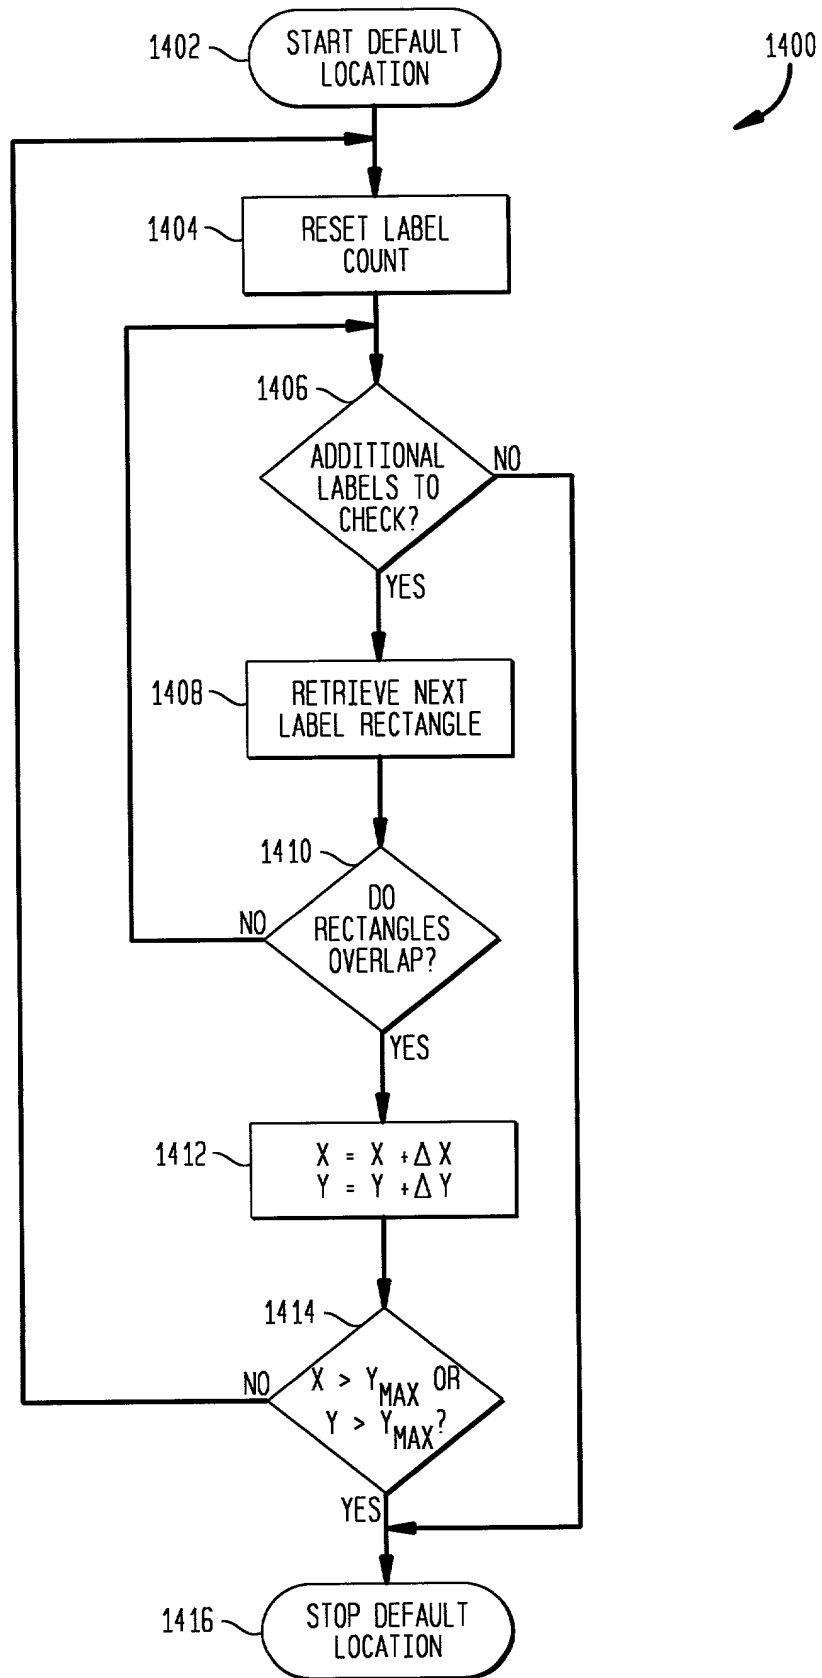 1402
START DEFAULT
LOCATION
1400
1404
RESET LABEL
COUNT
1406
ADDITIONAL
LABELS TO
CHECK?
NO
YES
1408
RETRIEVE NEXT
LABEL RECTANGLE
1410
DO
RECTANGLES
OVERLAP?
NO
YES
1412
X = X + Δ X
Y = Y + Δ Y
1414
X > YMAX OR
Y > YMAX?
NO
YES
1416
STOP DEFAULT
LOCATION